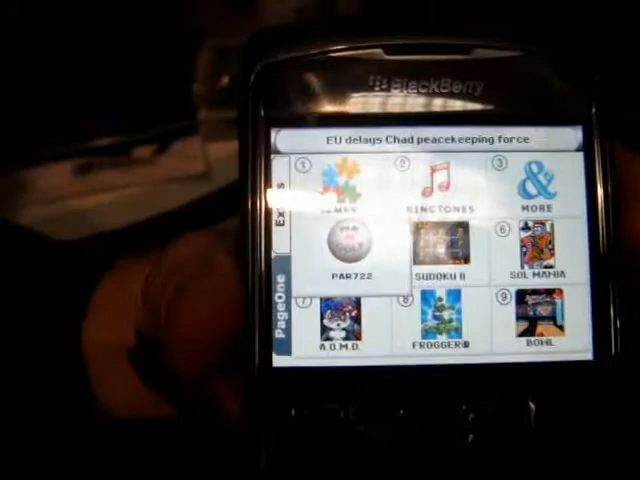 BlackBerry
EU delays Chad peacekeeping force
1
2
3
RINGTONES
MORE
6
PAR722
SUDOKU
SOL MANIA
PageOne
7
8
9
A.O.M.D.
FROGGER®
BOWL